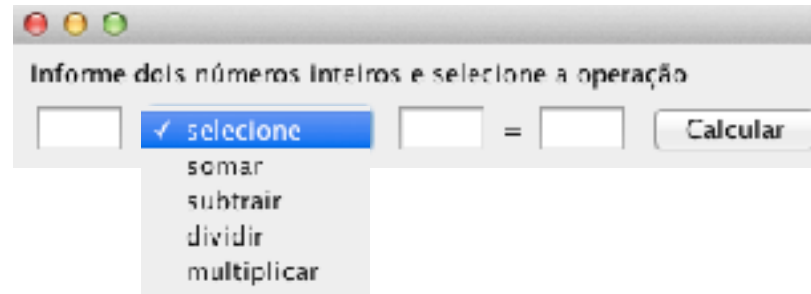 Informe dois números inteiros e selecione a operação
✓ selecione = Calcular
somar
subtrair
dividir
multiplicar